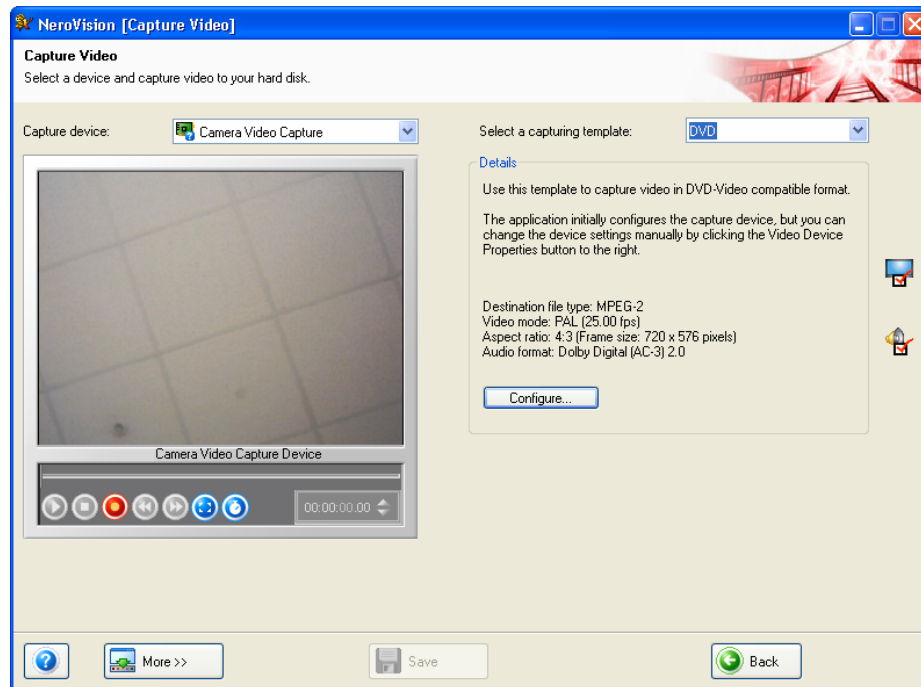 NeroVision [Capture Video]
Capture Video
Select a device and capture video to your hard disk.
Capture device:
Camera Video Capture
Select a capturing template:
DVD
Details
Use this template to capture video in DVD-Video compatible format.
The application initially configures the capture device, but you can
change the device settings manually by clicking the Video Device
Properties button to the right.
Destination file type: MPEG-2
Video mode: PAL (25.00 fps)
Aspect ratio: 4:3 (Frame size: 720 x 576 pixels)
Audio format: Dolby Digital (AC-3) 2.0
Configure...
Camera Video Capture Device
00:00:00.00
More >>
Save
Back